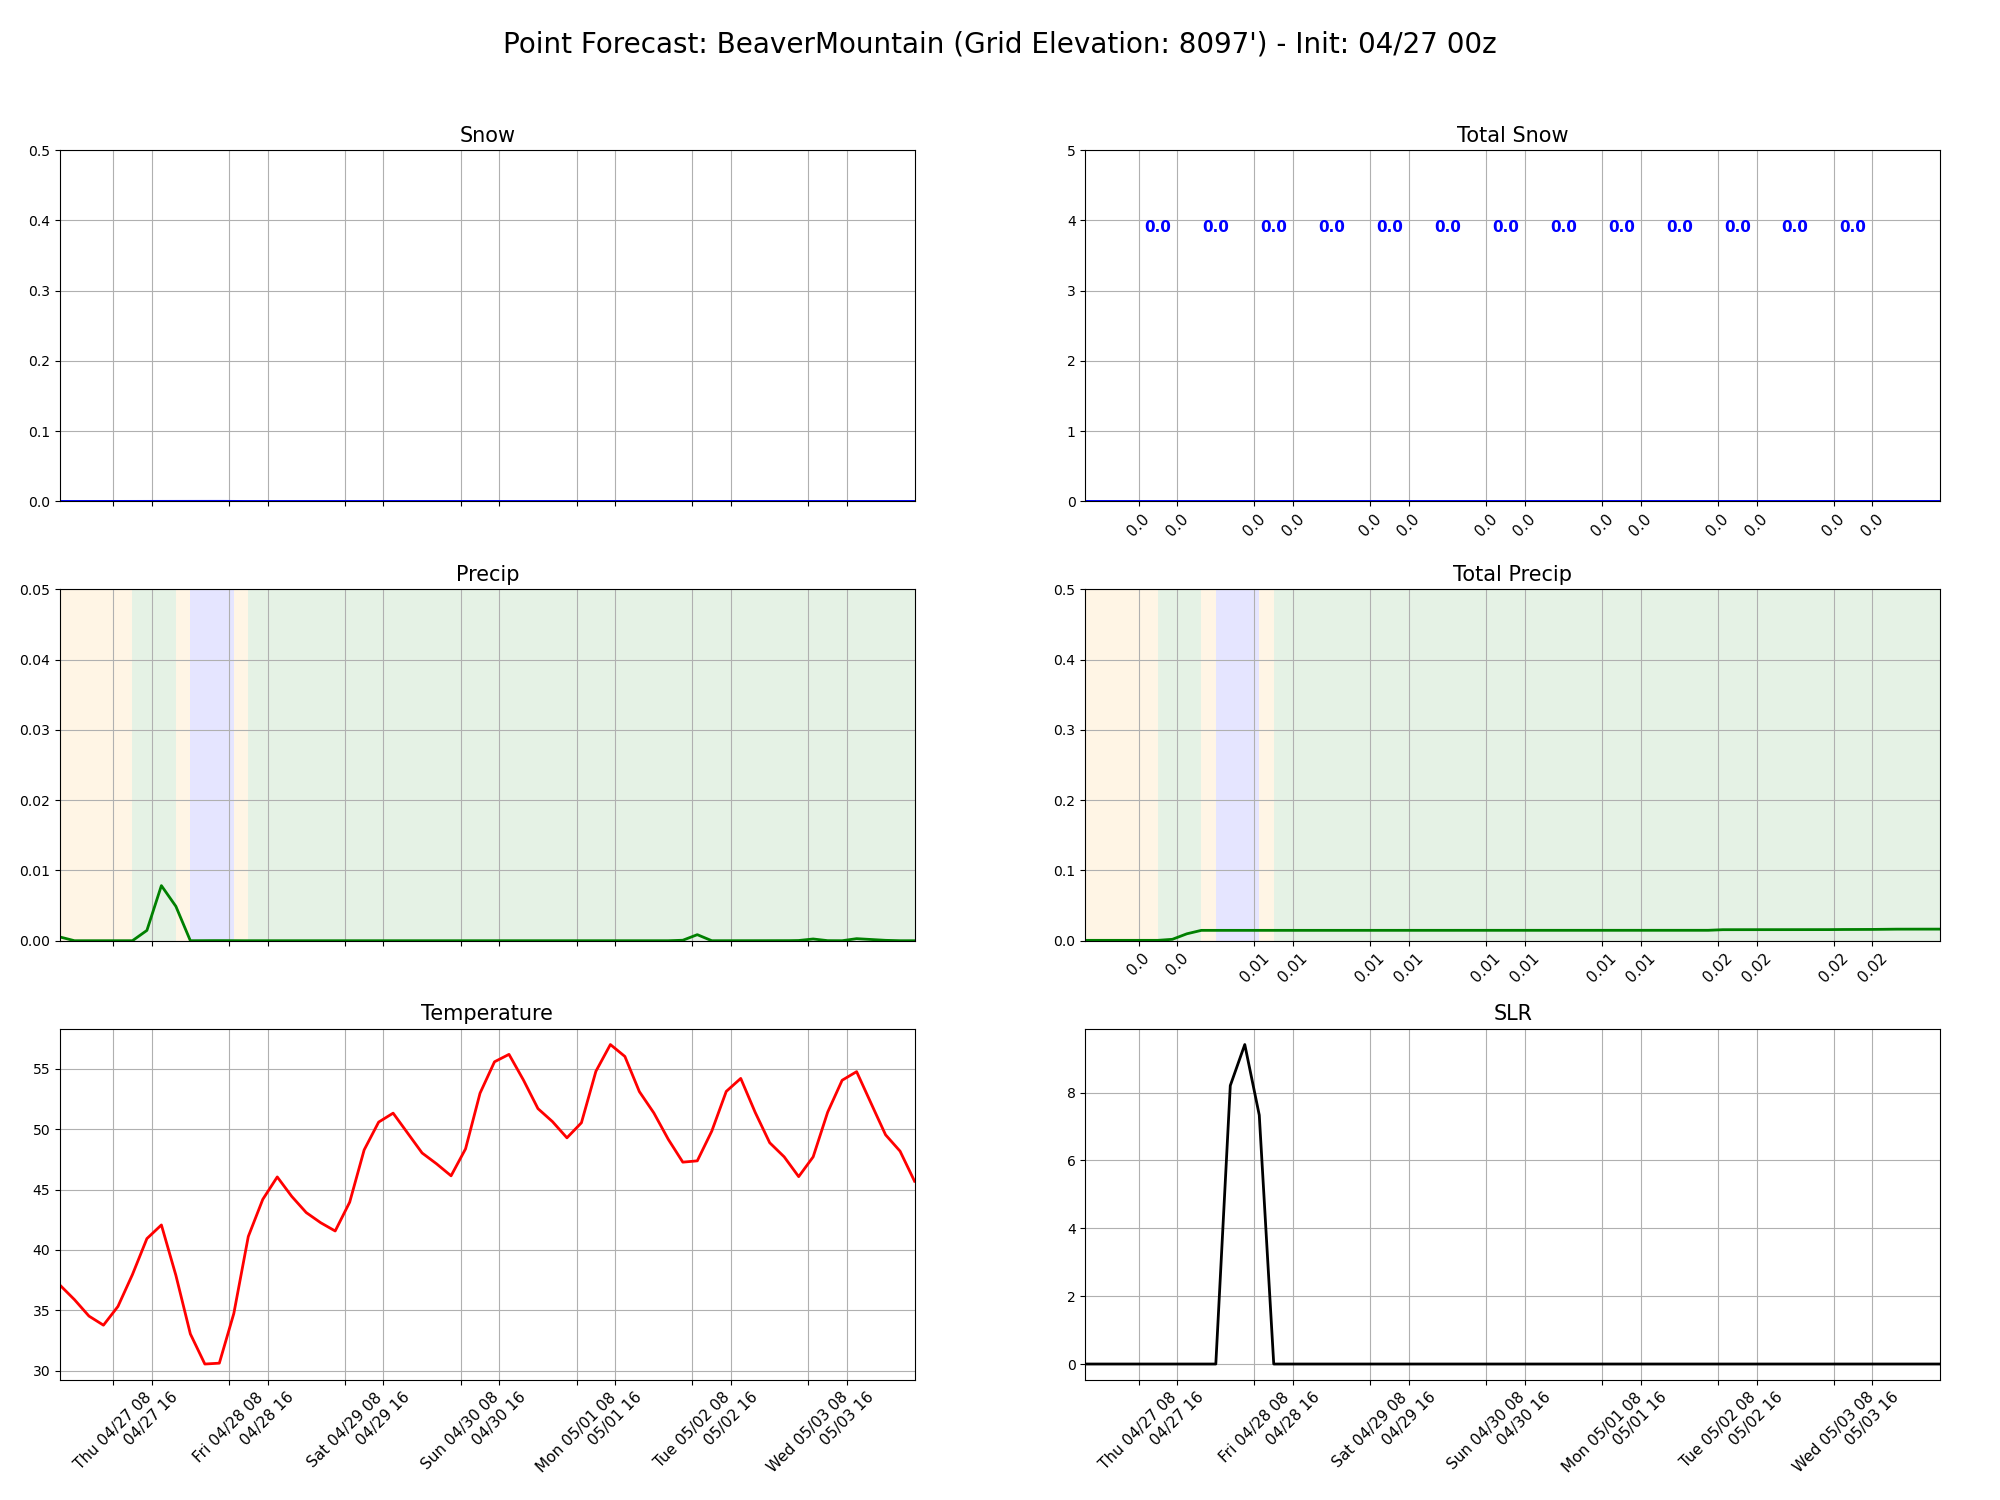 Point Forecast: BeaverMountain (Grid Elevation: 8097') - Init: 04/27 00z
Snow
0.5
0.4
0.3
0.2
0.1
0.0
Total Snow
5
4
3
2
1
0
0.0 0.0 0.0 0.0 0.0 0.0 0.0 0.0 0.0 0.0 0.0 0.0 0.0
0.0 0.0 0.0 0.0 0.0 0.0 0.0 0.0 0.0 0.0 0.0 0.0 0.0 0.0
Precip
0.05
0.04
0.03
0.02
0.01
0.00
Total Precip
0.5
0.4
0.3
0.2
0.1
0.0
0.0 0.0 0.01 0.01 0.01 0.01 0.01 0.01 0.01 0.01 0.02 0.02 0.02 0.02
Temperature
55
50
45
40
35
30
Thu 04/27 08
04/27 16
Fri 04/28 08
04/28 16
Sat 04/29 08
04/29 16
Sun 04/30 08
04/30 16
Mon 05/01 08
05/01 16
Tue 05/02 08
05/02 16
Wed 05/03 08
05/03 16
SLR
8
6
4
2
0
Thu 04/27 08
04/27 16
Fri 04/28 08
04/28 16
Sat 04/29 08
04/29 16
Sun 04/30 08
04/30 16
Mon 05/01 08
05/01 16
Tue 05/02 08
05/02 16
Wed 05/03 08
05/03 16